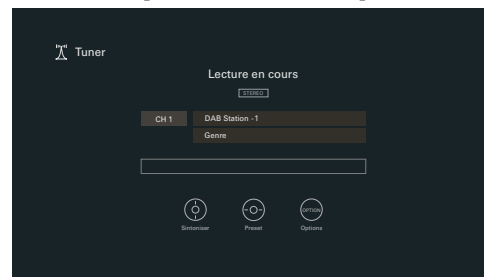 Tuner
Lecture en cours
STEREO
CH 1
DAB Station -1
Genre
OPTION
Sintoniser
Preset
Options